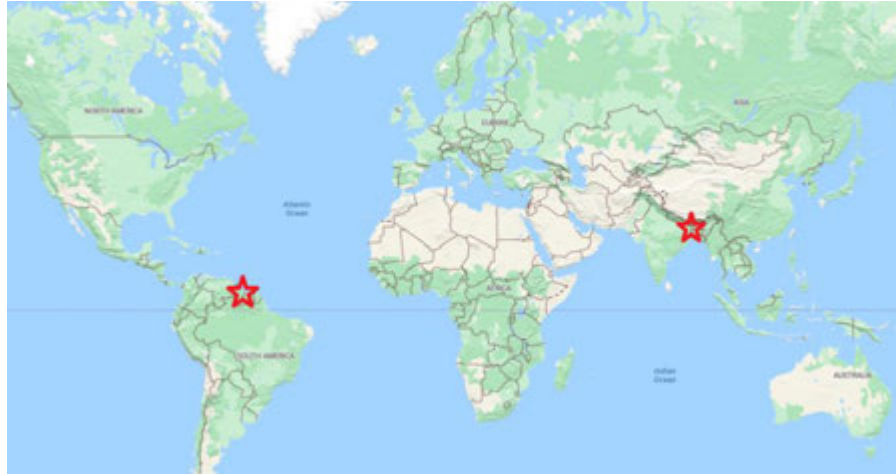 NORTH AMERICA
EUROPE
ASIA
Atlantic
Ocean
AFRICA
SOUTH AMERICA
Indian
Ocean
AUSTRALIA